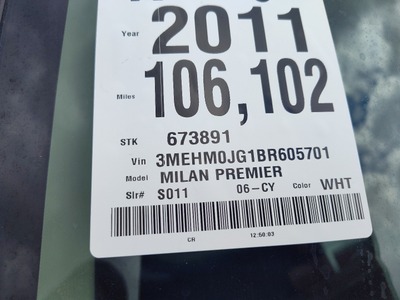 Year 2011
Miles 106,102
STK 673891
Vin 3MEHM0JG1BR605701
Model MILAN PREMIER
Slr# S011 06-CY Color WHT
CR 12:50:03